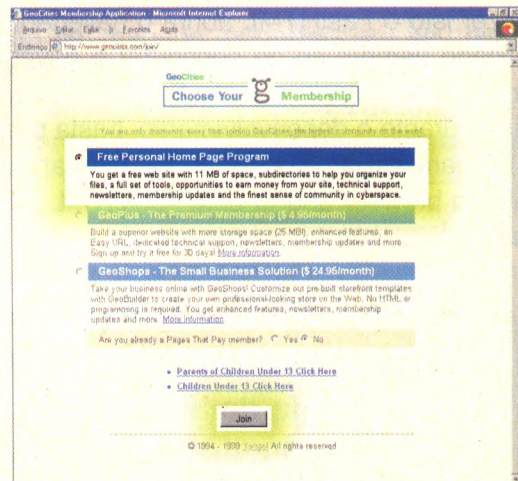 GeoCities Membership Application - Microsoft Internet Explorer
Arquivo Editar Exibir Ir Favoritos Ajuda
Endereço http://www.geocities.com/join/
GeoCities
Choose Your Membership
You are only moments away from joining GeoCities, the largest community on the
Free Personal Home Page Program
You get a free web site with 11 MB of space, subdirectories to help you organize your
files, a full set of tools, opportunities to earn money from your site, technical support,
newsletters, membership updates and the finest sense of community in cyberspace.
GeoPlus - The Premium Membership ($ 4.95/month)
Build a superior website with more storage space (25 MB!), enhanced features, an
Easy URL, dedicated technical support, newsletters, membership updates and more.
Sign up and try it free for 30 days! More information.
GeoShops - The Small Business Solution ($ 24.95/month)
Take your business online with GeoShops! Customize our pre-built storefront templates
with GeoBuilder to create your own professional-looking store on the Web. No HTML or
programming is required. You get enhanced features, newsletters, membership
updates and more. More information
Are you already a Pages That Pay member? Yes No
Parents of Children Under 13 Click Here
Children Under 13 Click Here
Join
© 1994 - 1999 Yahoo! All rights reserved